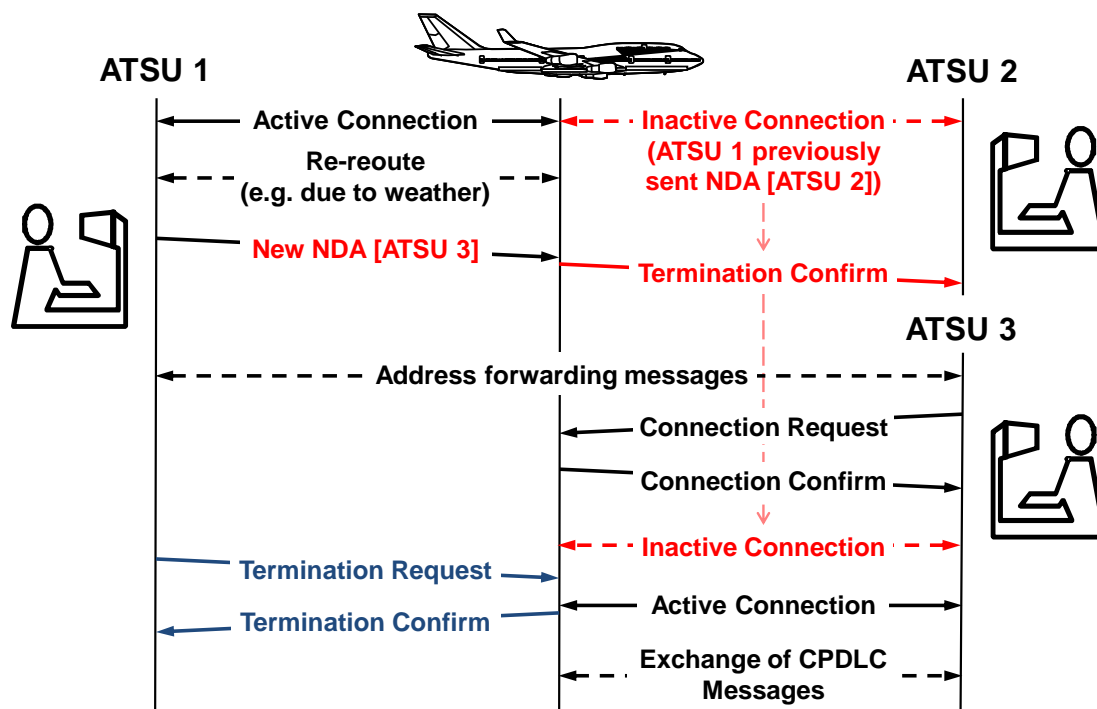 ATSU 1
ATSU 2
Active Connection
Inactive Connection
(ATSU 1 previously
sent NDA [ATSU 2])
Re-reoute
(e.g. due to weather)
New NDA [ATSU 3]
Termination Confirm
ATSU 3
Address forwarding messages
Connection Request
Connection Confirm
Inactive Connection
Termination Request
Active Connection
Termination Confirm
Exchange of CPDLC
Messages